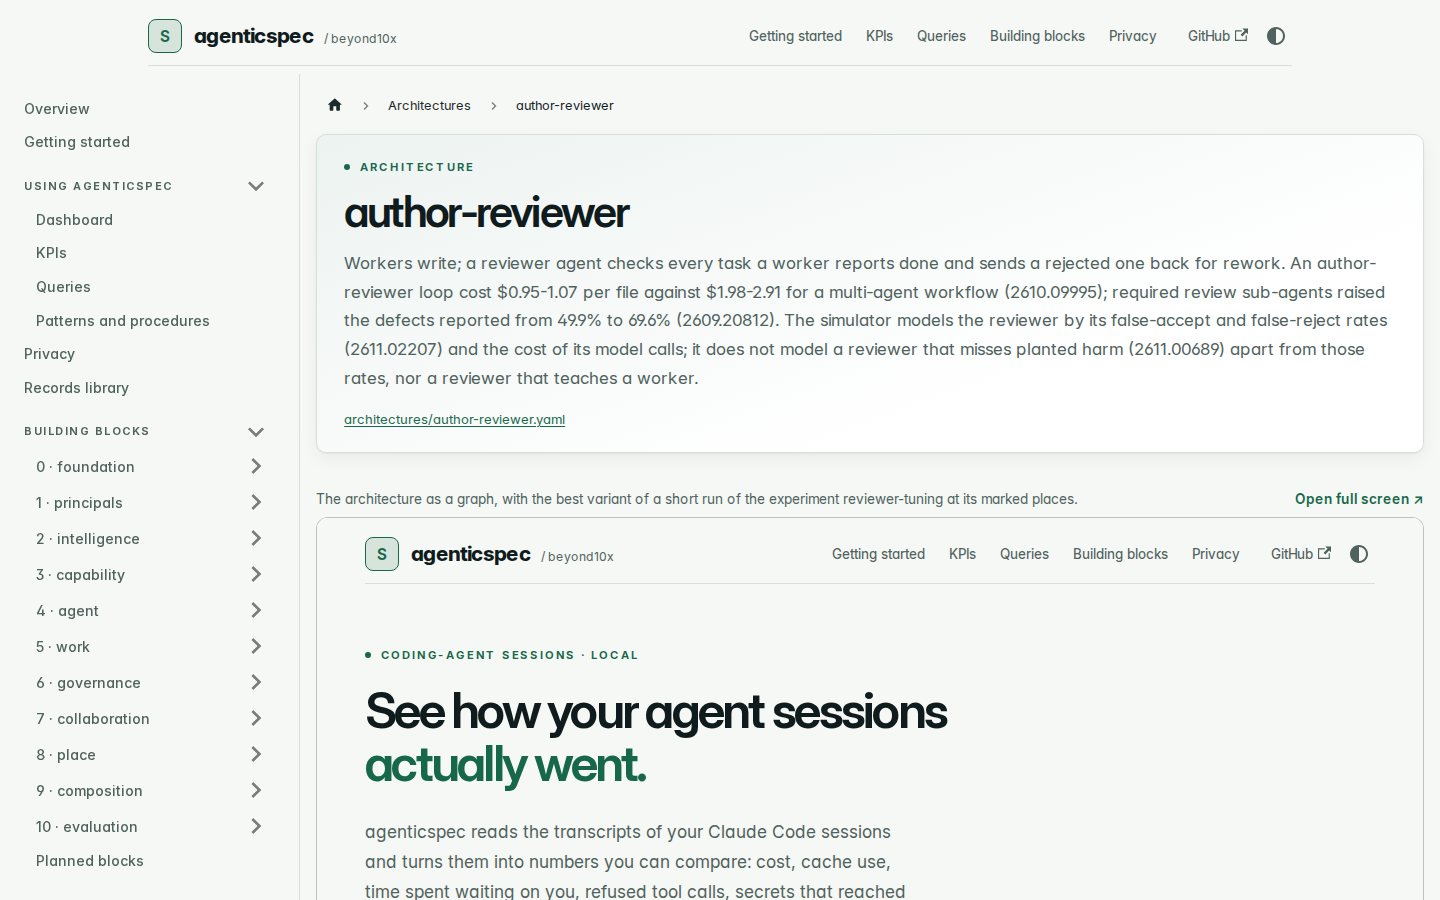 S agenticspec / beyond10x Getting started KPIs Queries Building blocks Privacy GitHub
Overview
Getting started
USING AGENTICSPEC
Dashboard
KPIs
Queries
Patterns and procedures
Privacy
Records library
BUILDING BLOCKS
0 · foundation
1 · principals
2 · intelligence
3 · capability
4 · agent
5 · work
6 · governance
7 · collaboration
8 · place
9 · composition
10 · evaluation
Planned blocks
Architectures author-reviewer
ARCHITECTURE
author-reviewer
Workers write; a reviewer agent checks every task a worker reports done and sends a rejected one back for rework. An author-
reviewer loop cost $0.95-1.07 per file against $1.98-2.91 for a multi-agent workflow (2610.09995); required review sub-agents raised
the defects reported from 49.9% to 69.6% (2609.20812). The simulator models the reviewer by its false-accept and false-reject rates
(2611.02207) and the cost of its model calls; it does not model a reviewer that misses planted harm (2611.00689) apart from those
rates, nor a reviewer that teaches a worker.
architectures/author-reviewer.yaml
The architecture as a graph, with the best variant of a short run of the experiment reviewer-tuning at its marked places. Open full screen ↗
S agenticspec / beyond10x Getting started KPIs Queries Building blocks Privacy GitHub
CODING-AGENT SESSIONS · LOCAL
See how your agent sessions
actually went.
agenticspec reads the transcripts of your Claude Code sessions
and turns them into numbers you can compare: cost, cache use,
time spent waiting on you, refused tool calls, secrets that reached